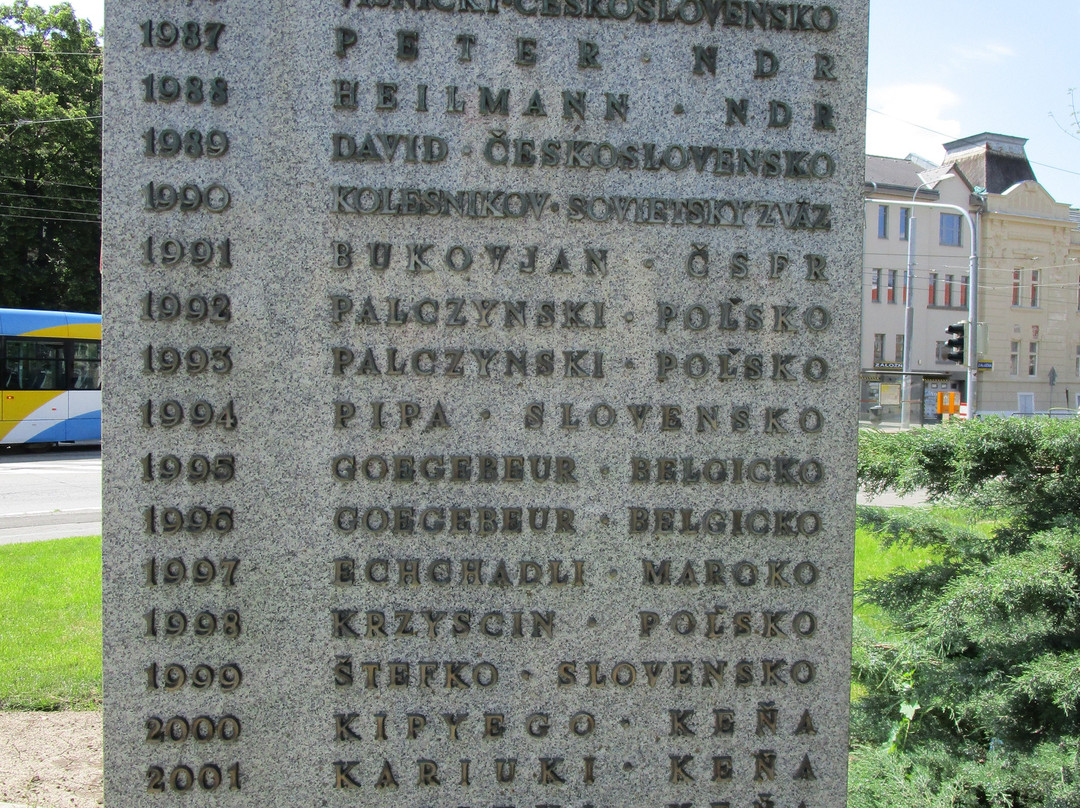 VIŠNICKÝ · ČESKOSLOVENSKO
1987 PETER · NDR
1988 HEILMANN · NDR
1989 DAVID · ČESKOSLOVENSKO
1990 KOLESNIKOV · SOVIETSKY ZVÄZ
1991 BUKOVJAN · ČSFR
1992 PALCZYNSKI · POĽSKO
1993 PALCZYNSKI · POĽSKO
1994 PIPA · SLOVENSKO
1995 GOEGEBEUR · BELGICKO
1996 GOEGEBEUR · BELGICKO
1997 ECHCHADLI · MAROKO
1998 KRZYSCIN · POĽSKO
1999 ŠTEFKO · SLOVENSKO
2000 KIPYEGO · KEŇA
2001 KARIUKI · KEŇA